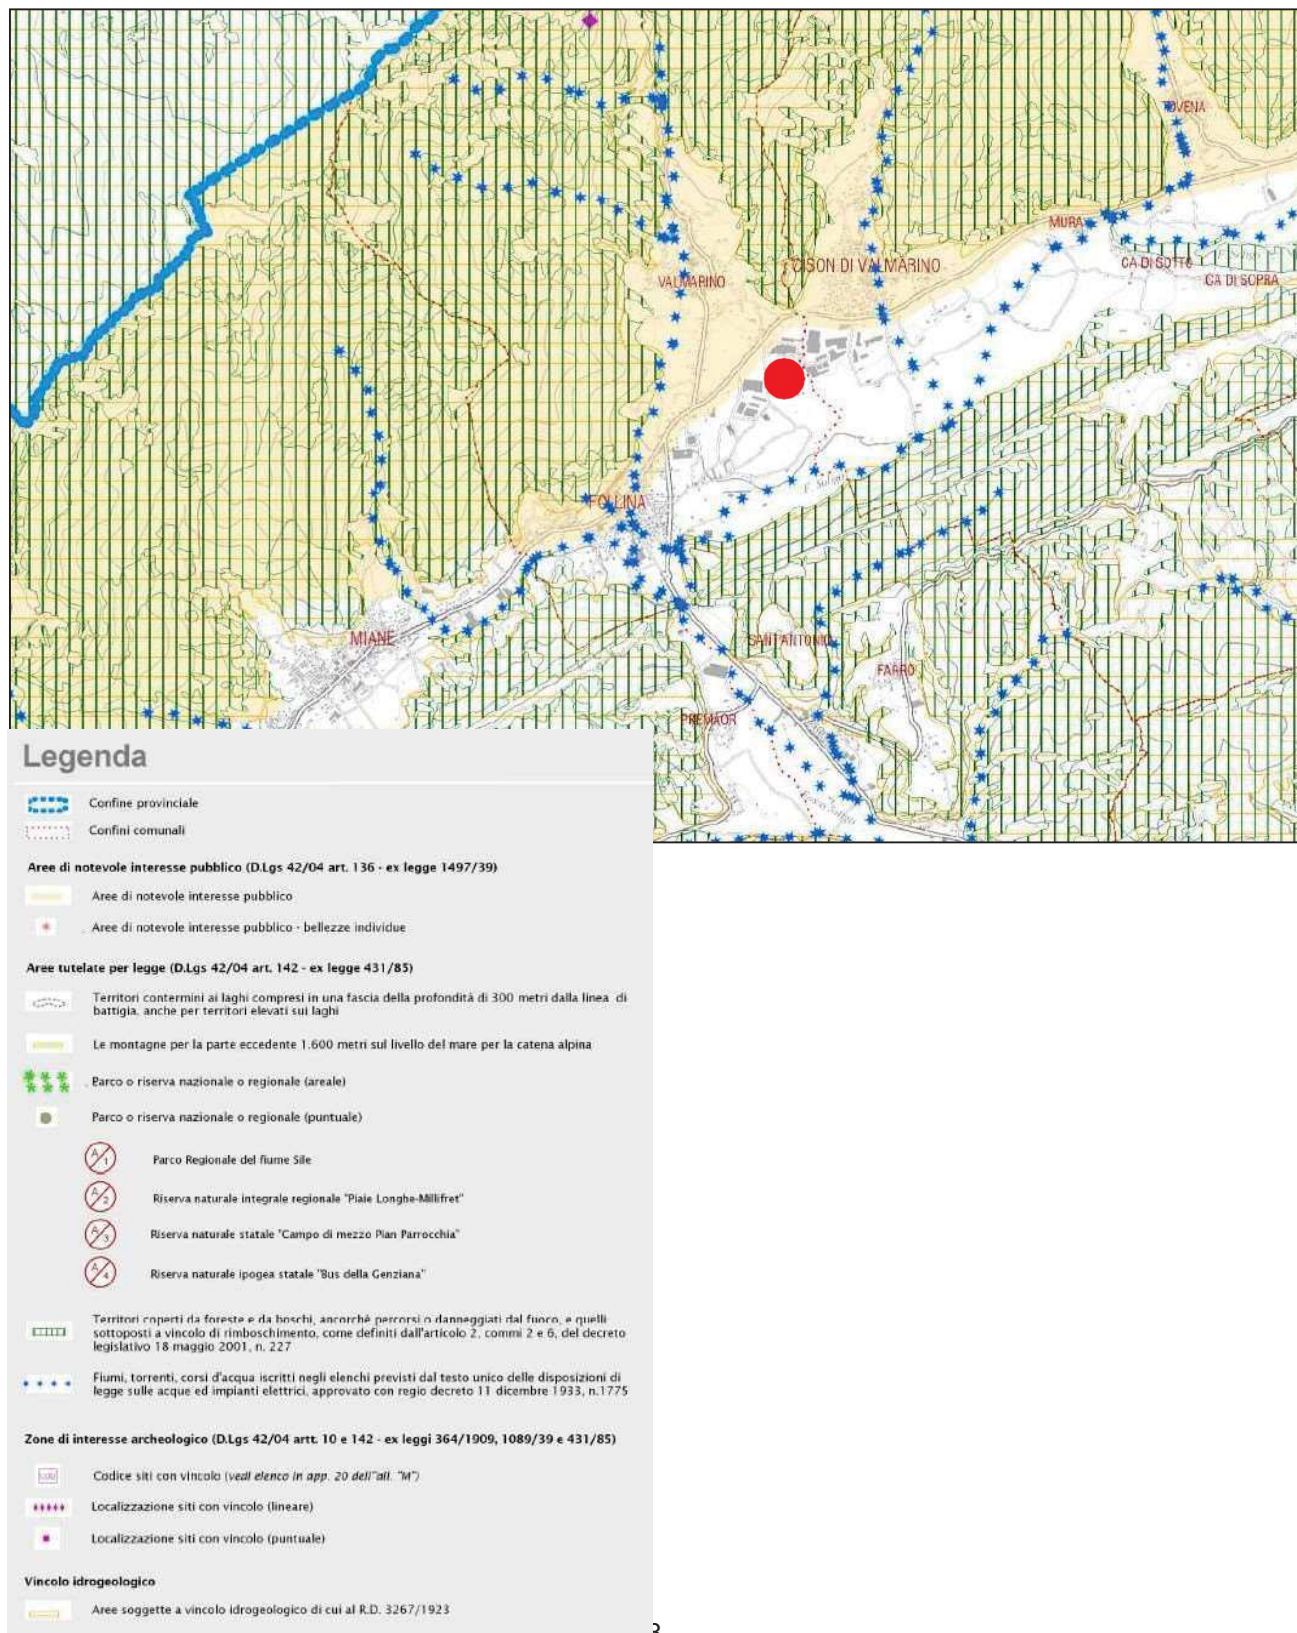 TOVENA
MURA
CISON DI VALMARINO
CA DI SOTTO
CA DI SOPRA
VALMARINO
FOLLINA
MIANE
SANT'ANTONIO
FARRO
PREMAOR
Legenda
Confine provinciale
Confini comunali
Aree di notevole interesse pubblico (D.Lgs 42/04 art. 136 - ex legge 1497/39)
Aree di notevole interesse pubblico
Aree di notevole interesse pubblico - bellezze individue
Aree tutelate per legge (D.Lgs 42/04 art. 142 - ex legge 431/85)
Territori contermini ai laghi compresi in una fascia della profondità di 300 metri dalla linea di
battigia, anche per territori elevati sui laghi
Le montagne per la parte eccedente 1.600 metri sul livello del mare per la catena alpina
Parco o riserva nazionale o regionale (areale)
Parco o riserva nazionale o regionale (puntuale)
A/1 Parco Regionale del fiume Sile
A/2 Riserva naturale integrale regionale "Piaie Longhe-Millifret"
A/3 Riserva naturale statale "Campo di mezzo Pian Parrocchia"
A/4 Riserva naturale ipogea statale "Bus della Genziana"
Territori coperti da foreste e da boschi, ancorchè percorsi o danneggiati dal fuoco, e quelli
sottoposti a vincolo di rimboschimento, come definiti dall'articolo 2, commi 2 e 6, del decreto
legislativo 18 maggio 2001, n. 227
Fiumi, torrenti, corsi d'acqua iscritti negli elenchi previsti dal testo unico delle disposizioni di
legge sulle acque ed impianti elettrici, approvato con regio decreto 11 dicembre 1933, n.1775
Zone di interesse archeologico (D.Lgs 42/04 artt. 10 e 142 - ex leggi 364/1909, 1089/39 e 431/85)
Codice siti con vincolo (vedi elenco in app. 20 dell'all. "M")
Localizzazione siti con vincolo (lineare)
Localizzazione siti con vincolo (puntuale)
Vincolo idrogeologico
Aree soggette a vincolo idrogeologico di cui al R.D. 3267/1923